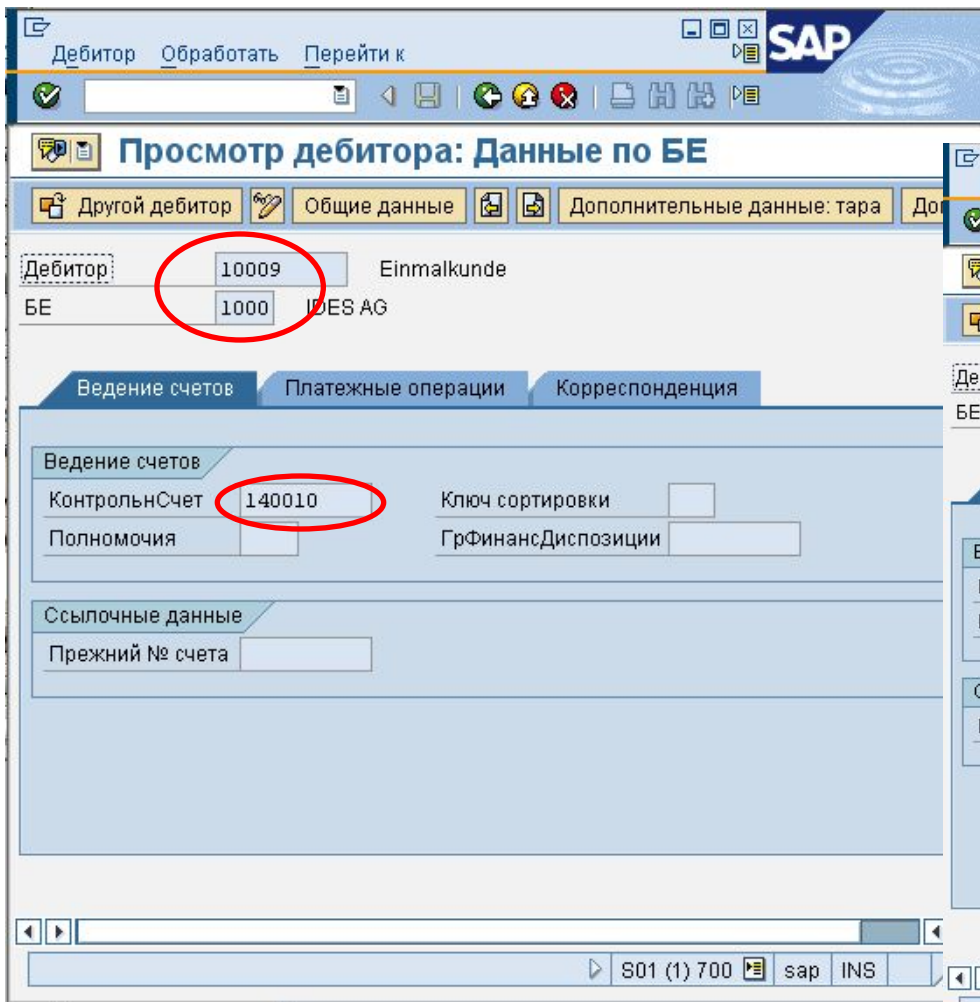 Дебитор Обработать Перейти к
SAP
Просмотр дебитора: Данные по БЕ
Другой дебитор Общие данные Дополнительные данные: тара
Дебитор 10009 Einmalkunde
БЕ 1000 IDES AG
Ведение счетов Платежные операции Корреспонденция
Ведение счетов
КонтрольнСчет 140010 Ключ сортировки
Полномочия ГрФинансДиспозиции
Ссылочные данные
Прежний № счета
S01 (1) 700 sap INS
БЕ